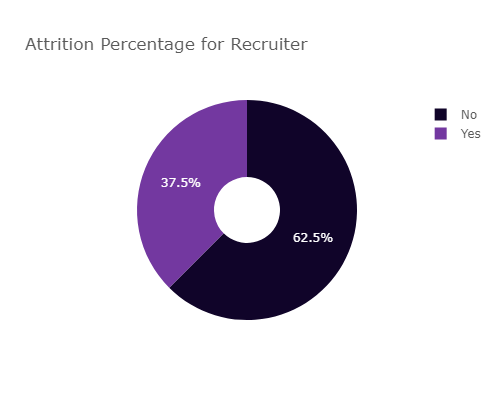 Attrition Percentage for Recruiter
No
Yes
37.5%
62.5%